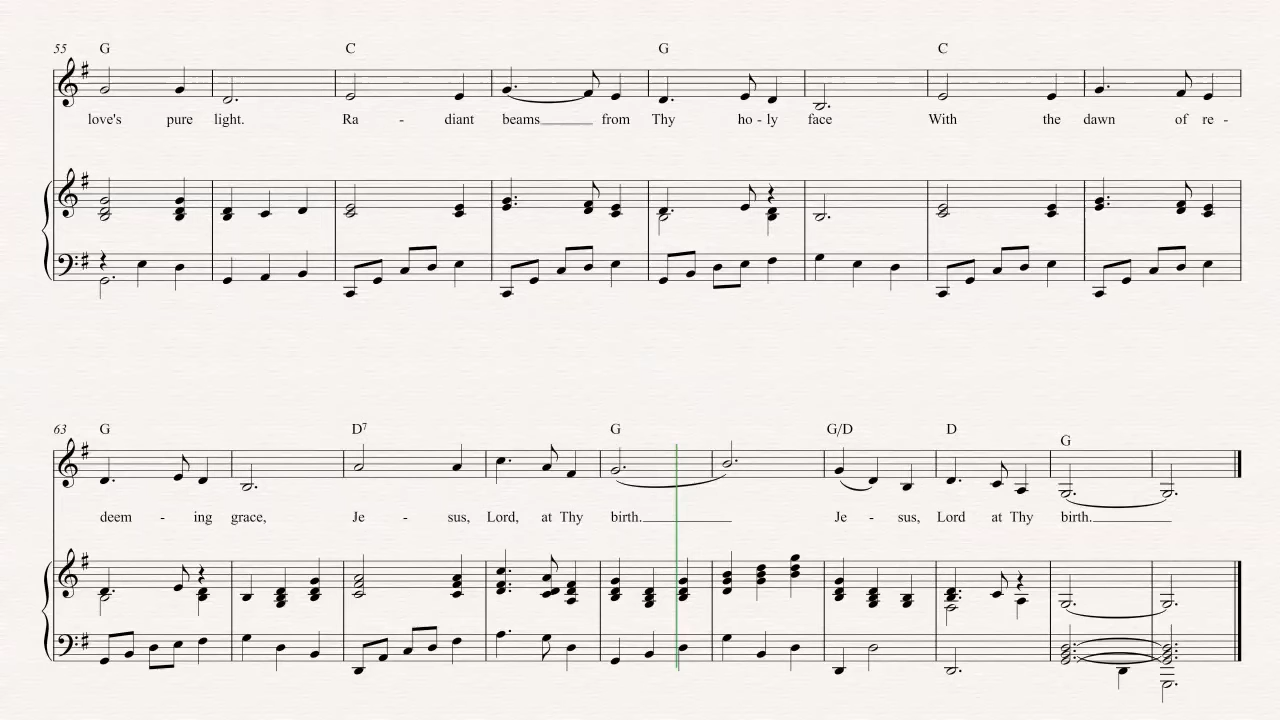 55 G C G C
love's pure light. Ra - diant beams from Thy ho - ly face With the dawn of re -
63 G D7 G G/D D G
deem - ing grace, Je - sus, Lord, at Thy birth. Je - sus, Lord at Thy birth.